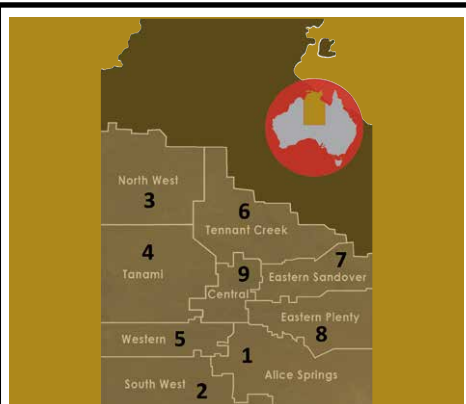 North West
3
6
Tennant Creek
4
Tanami
7
9
Eastern Sandover
Central
Eastern Plenty
8
Western 5
1
Alice Springs
South West 2